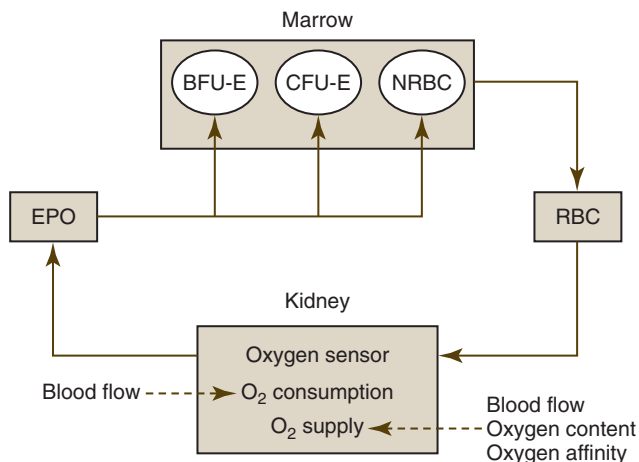 Marrow
BFU-E CFU-E NRBC
EPO
RBC
Kidney
Oxygen sensor
Blood flow
O2 consumption
O2 supply
Blood flow
Oxygen content
Oxygen affinity